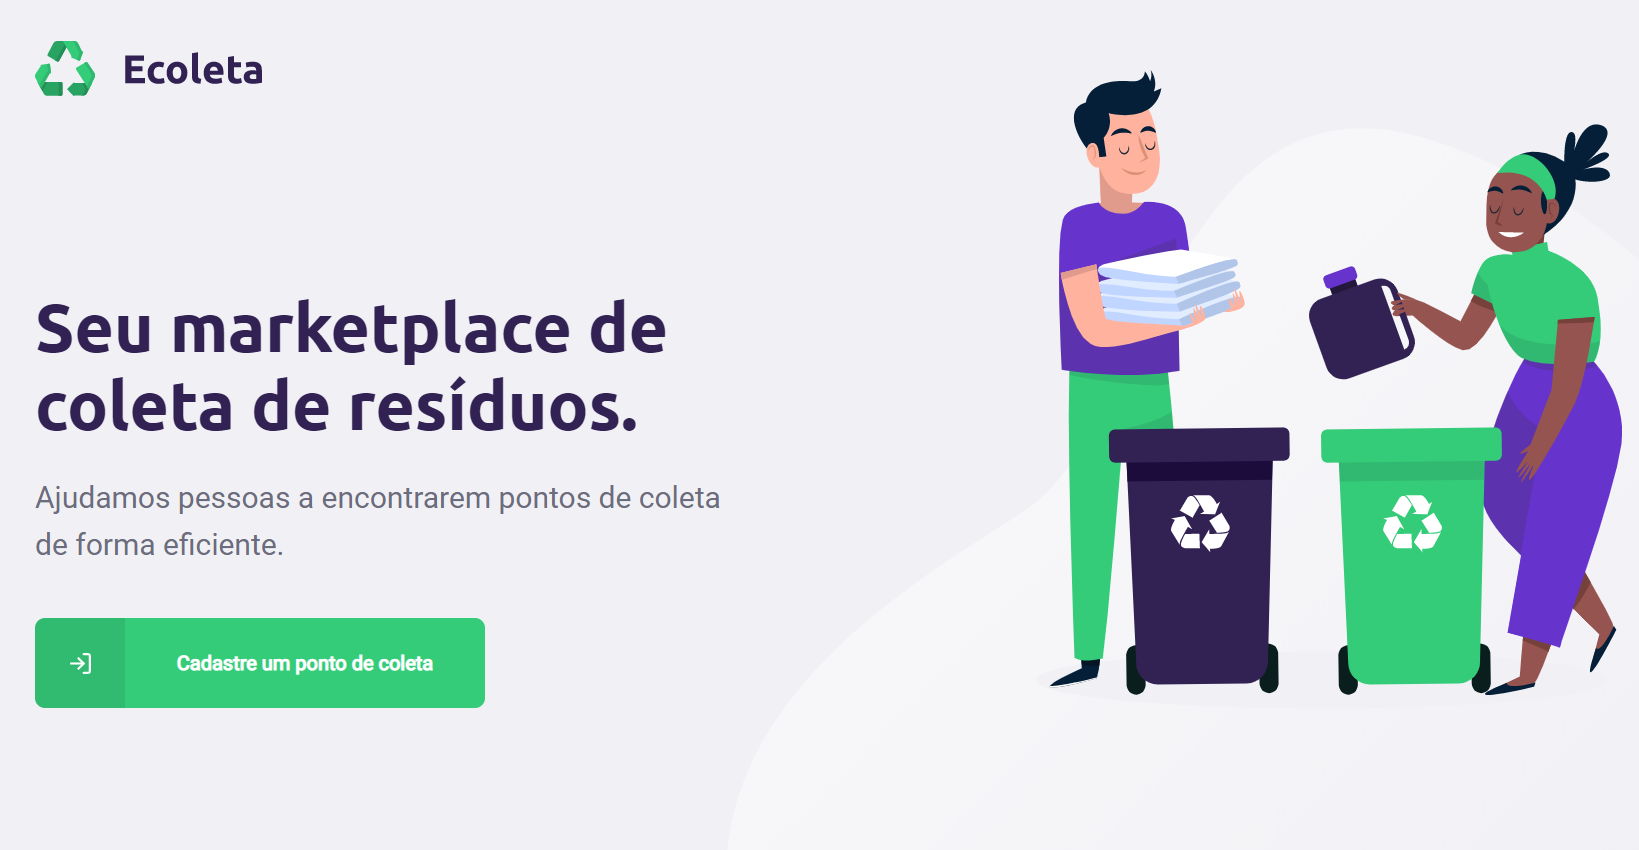 Ecoleta
Seu marketplace de
coleta de resíduos.
Ajudamos pessoas a encontrarem pontos de coleta
de forma eficiente.
Cadastre um ponto de coleta